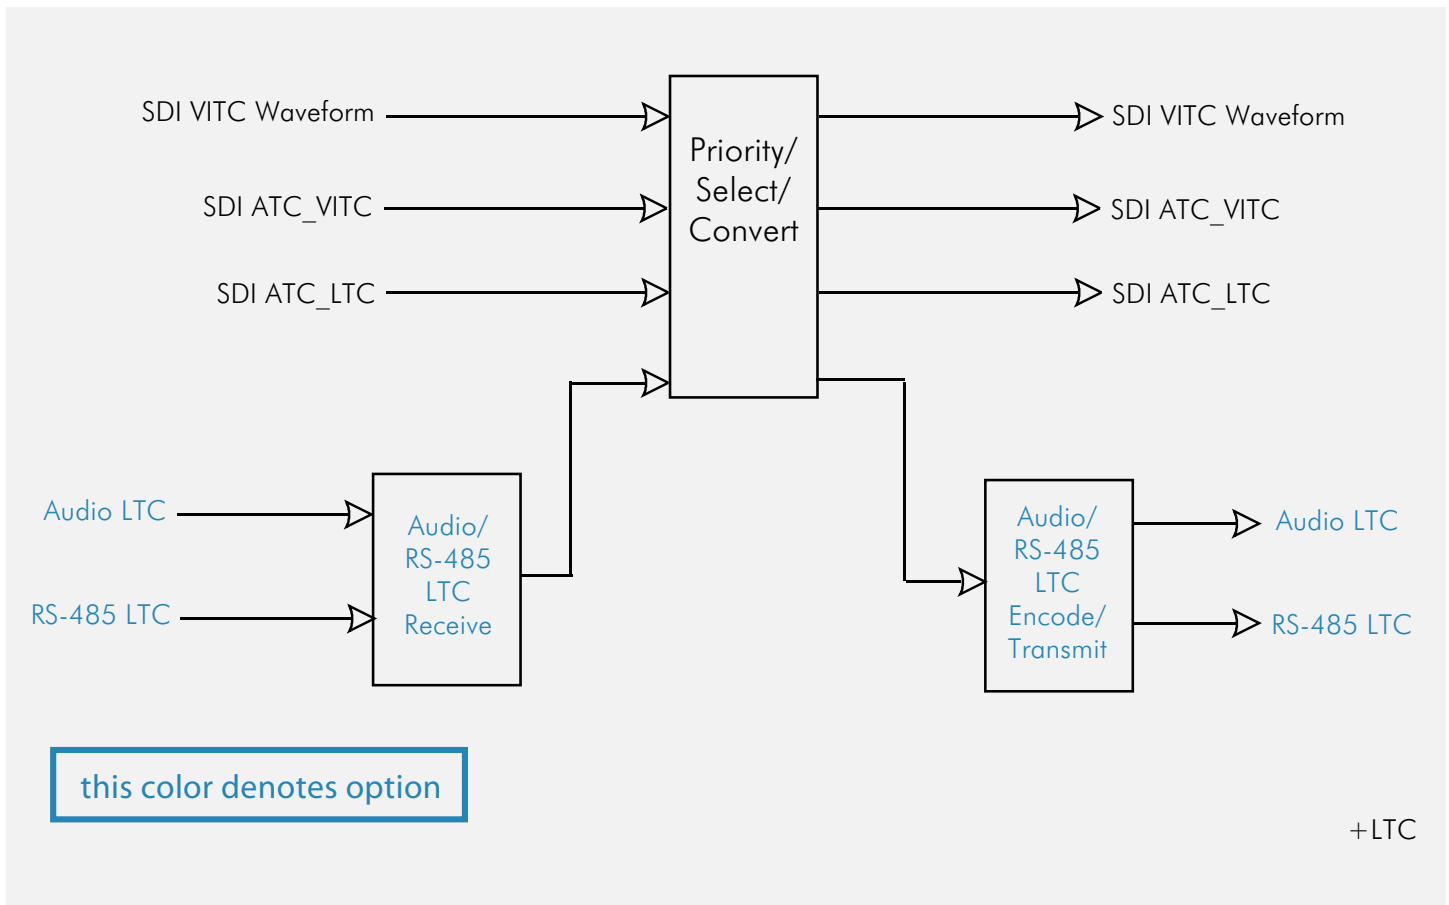 SDI VITC Waveform
SDI ATC_VITC
SDI ATC_LTC
Priority/
Select/
Convert
SDI VITC Waveform
SDI ATC_VITC
SDI ATC_LTC
Audio LTC
RS-485 LTC
Audio/
RS-485
LTC
Receive
Audio/
RS-485
LTC
Encode/
Transmit
Audio LTC
RS-485 LTC
this color denotes option
+LTC